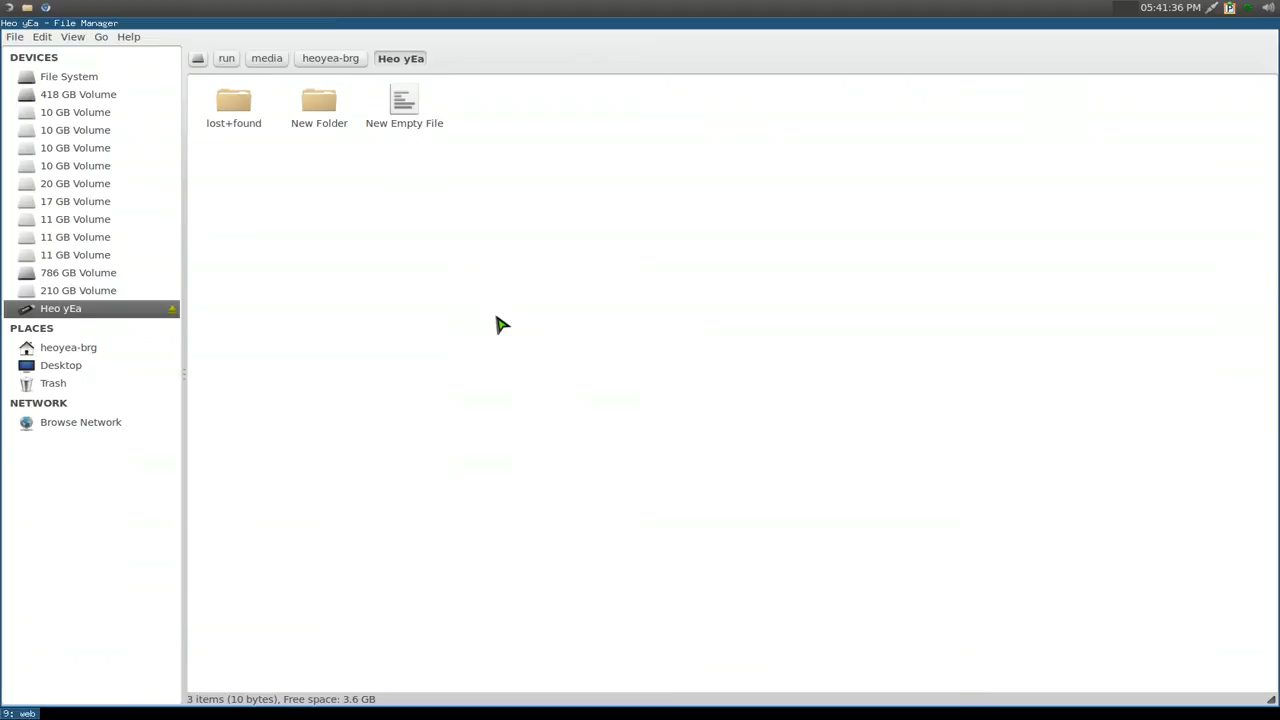 05:41:36 PM
Heo yEa - File Manager
File Edit View Go Help
DEVICES
File System
418 GB Volume
10 GB Volume
10 GB Volume
10 GB Volume
10 GB Volume
20 GB Volume
17 GB Volume
11 GB Volume
11 GB Volume
11 GB Volume
786 GB Volume
210 GB Volume
Heo yEa
PLACES
heoyea-brg
Desktop
Trash
NETWORK
Browse Network
run media heoyea-brg Heo yEa
lost+found New Folder New Empty File
3 items (10 bytes), Free space: 3.6 GB
9: web